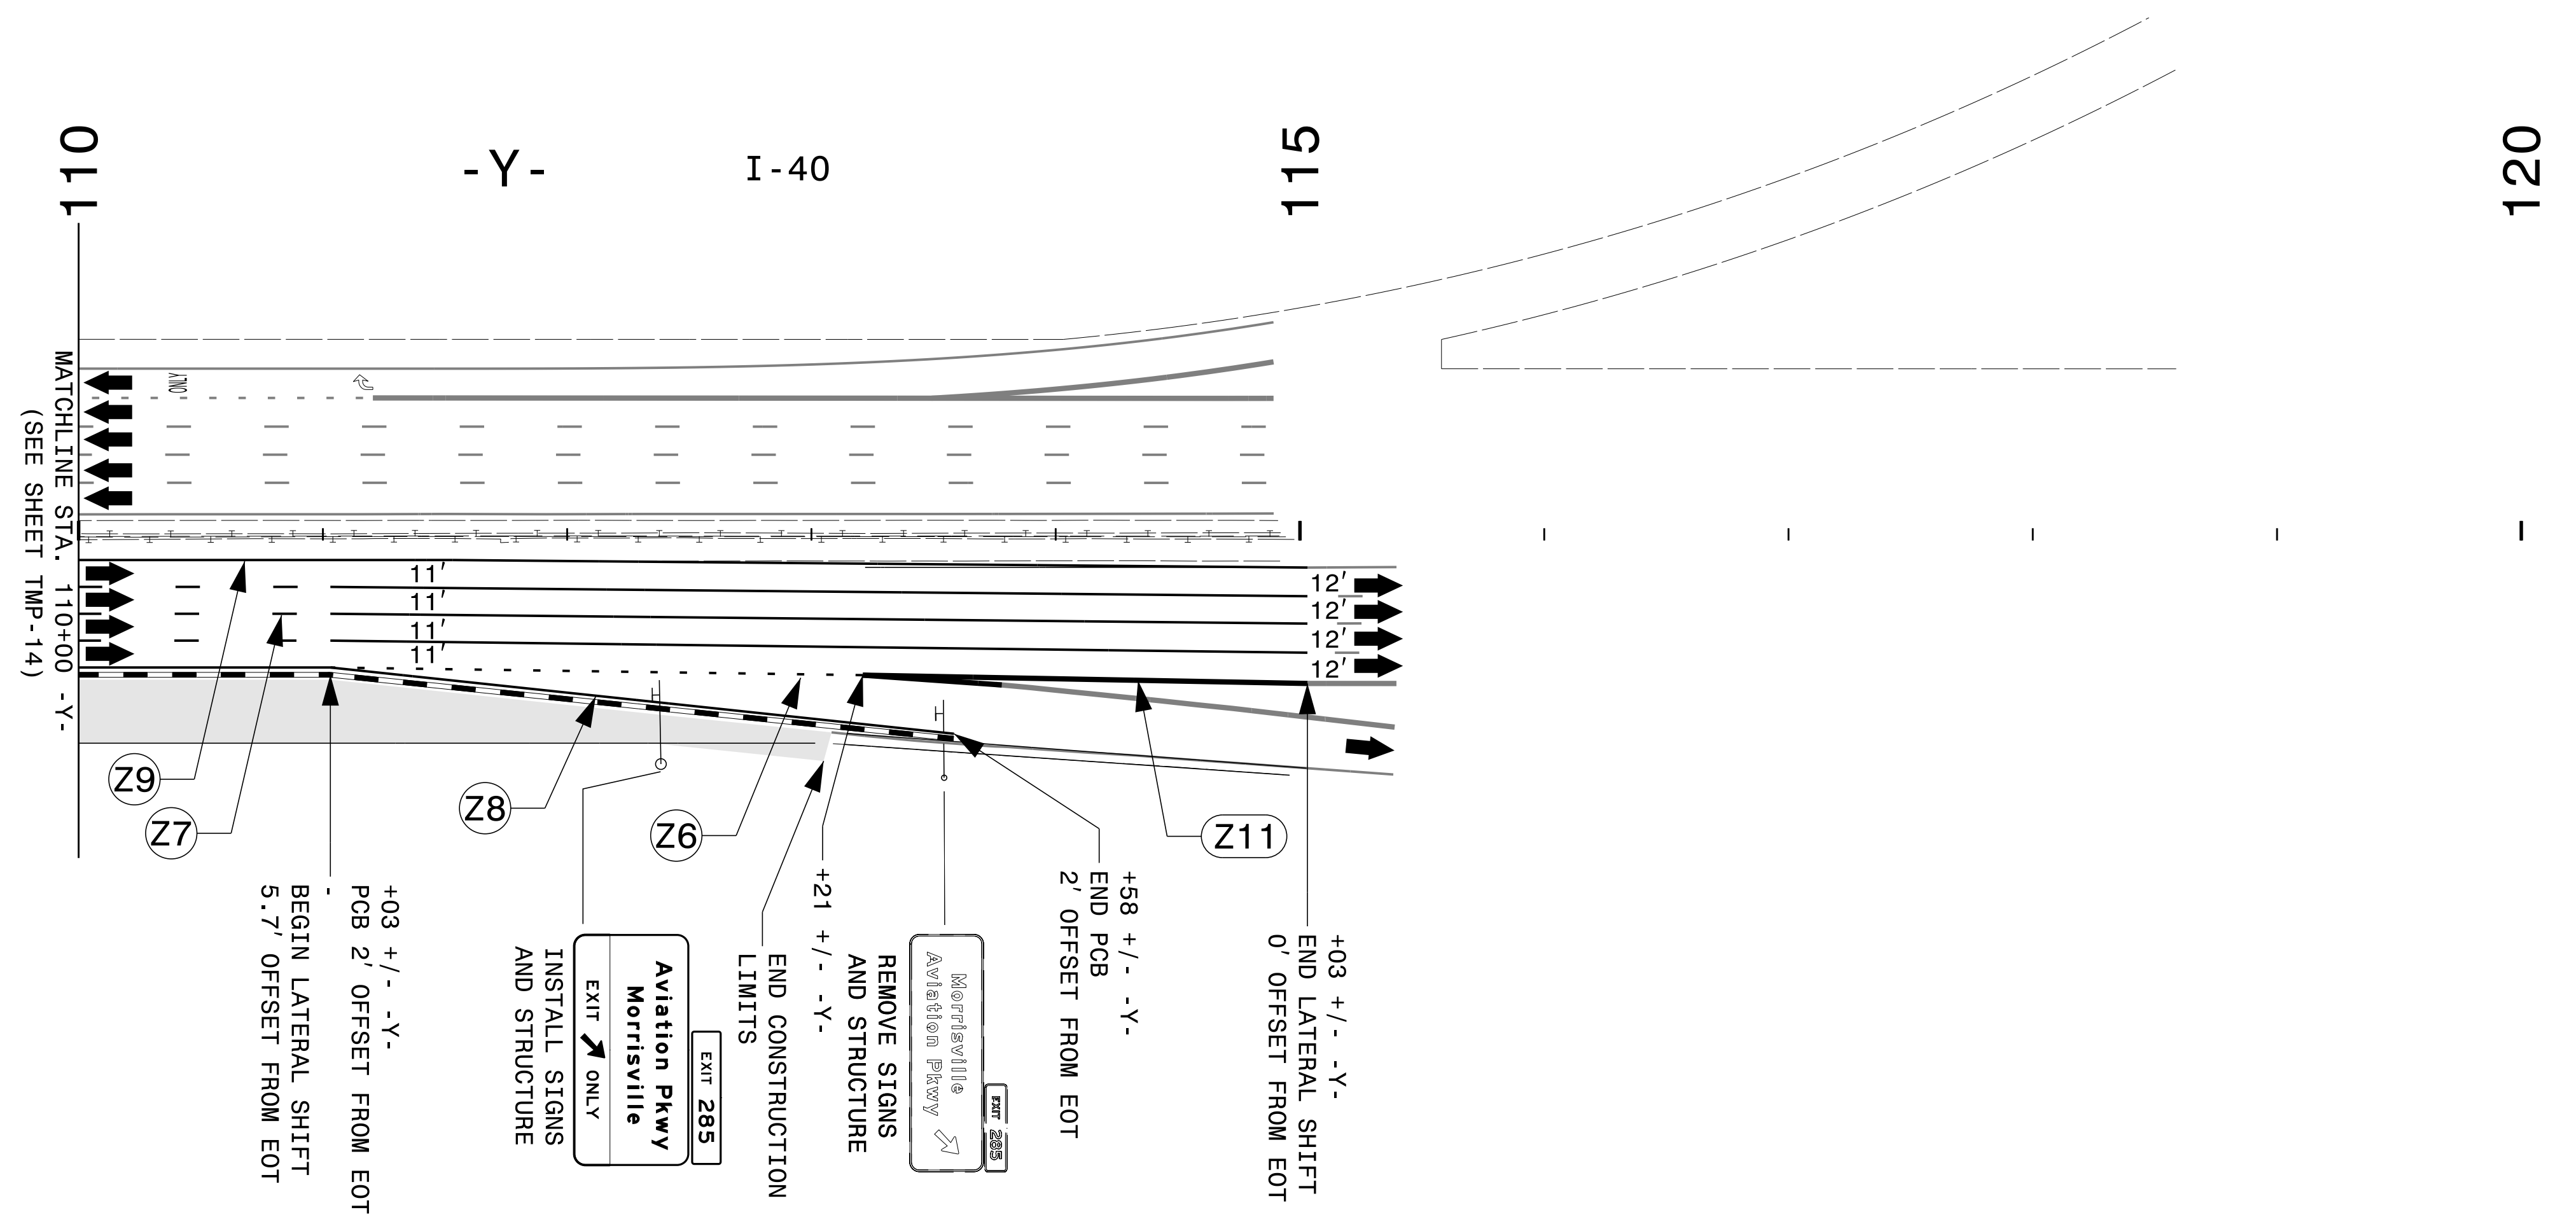 110
115
120
-Y-
I-40
MATCHLINE STA. 110+00 -Y-
(SEE SHEET TMP-14)
ONLY
11'
11'
11'
11'
12'
12'
12'
12'
Z9
Z7
Z8
Z6
Z11
+03 +/- -Y-
PCB 2' OFFSET FROM EOT
-
BEGIN LATERAL SHIFT
5.7' OFFSET FROM EOT
EXIT 285
Aviation Pkwy
Morrisville
EXIT ONLY
INSTALL SIGNS
AND STRUCTURE
END CONSTRUCTION
LIMITS
+21 +/- -Y-
EXIT 285
Morrisville
Aviation Pkwy
REMOVE SIGNS
AND STRUCTURE
+58 +/- -Y-
END PCB
2' OFFSET FROM EOT
+03 +/- -Y-
END LATERAL SHIFT
0' OFFSET FROM EOT